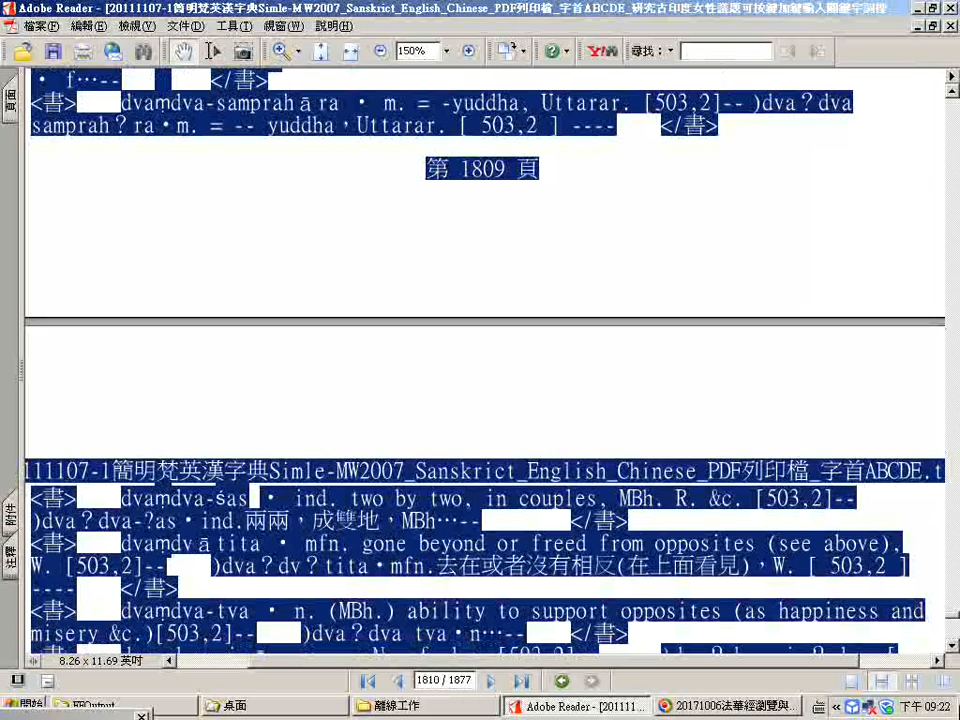 Adobe Reader - [20111107-1簡明梵英漢字典Simle-MW2007_Sanskrict_English_Chinese_PDF列印檔_字首ABCDE_研究古印度女性議題可按鍵加鍵輸入關鍵字詞搜
檔案(F) 編輯(E) 檢視(V) 文件(D) 工具(T) 視窗(W) 說明(H)
150% Y! 尋找:
頁面
• f…-- </書>
<書> dvaṃdva-samprahāra • m. = -yuddha, Uttarar. [503,2]-- )dva?dva
samprah?ra•m. = -- yuddha，Uttarar. [ 503,2 ] ---- </書>
第 1809 頁
111107-1簡明梵英漢字典Simle-MW2007_Sanskrict_English_Chinese_PDF列印檔_字首ABCDE.t
<書> dvaṃdva-śas • ind. two by two, in couples, MBh. R. &c. [503,2]--
)dva?dva-?as•ind.兩兩，成雙地，MBh…-- </書>
<書> dvaṃdvātita • mfn. gone beyond or freed from opposites (see above),
W. [503,2]-- )dva?dv?tita•mfn.去在或者沒有相反(在上面看見)，W. [ 503,2 ]
---- </書>
<書> dvaṃdva-tva • n. (MBh.) ability to support opposites (as happiness and
misery &c.)[503,2]-- )dva?dva tva•n…-- </書>
附件
註釋
8.26 x 11.69 英吋
1810 / 1877
開始 FFOutput 桌面 離線工作 Adobe Reader - [2011... 20171006法華經瀏覽與... 下午 09:22